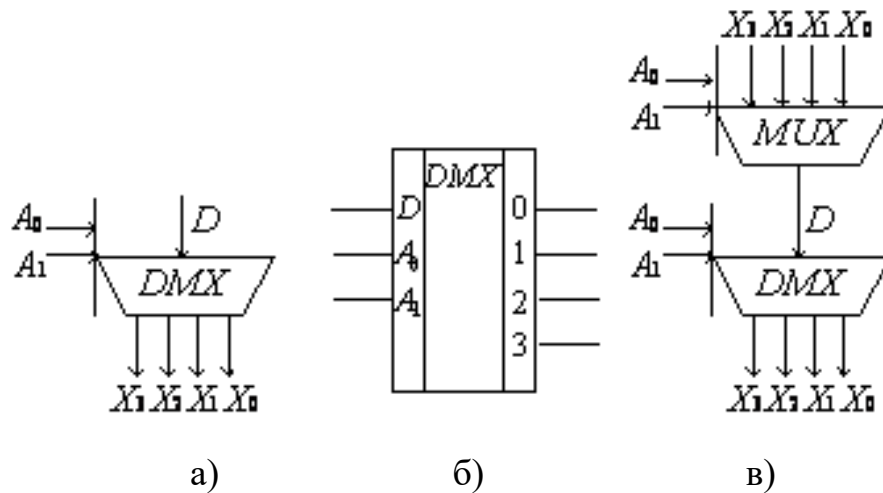 X₃ X₂ X₁ X₀
A₀
A₁
MUX
D
A₀
A₁
DMX
X₃ X₂ X₁ X₀
A₀
A₁
D
DMX
X₃ X₂ X₁ X₀
DMX
D
A₀
A₁
0
1
2
3
а)
б)
в)